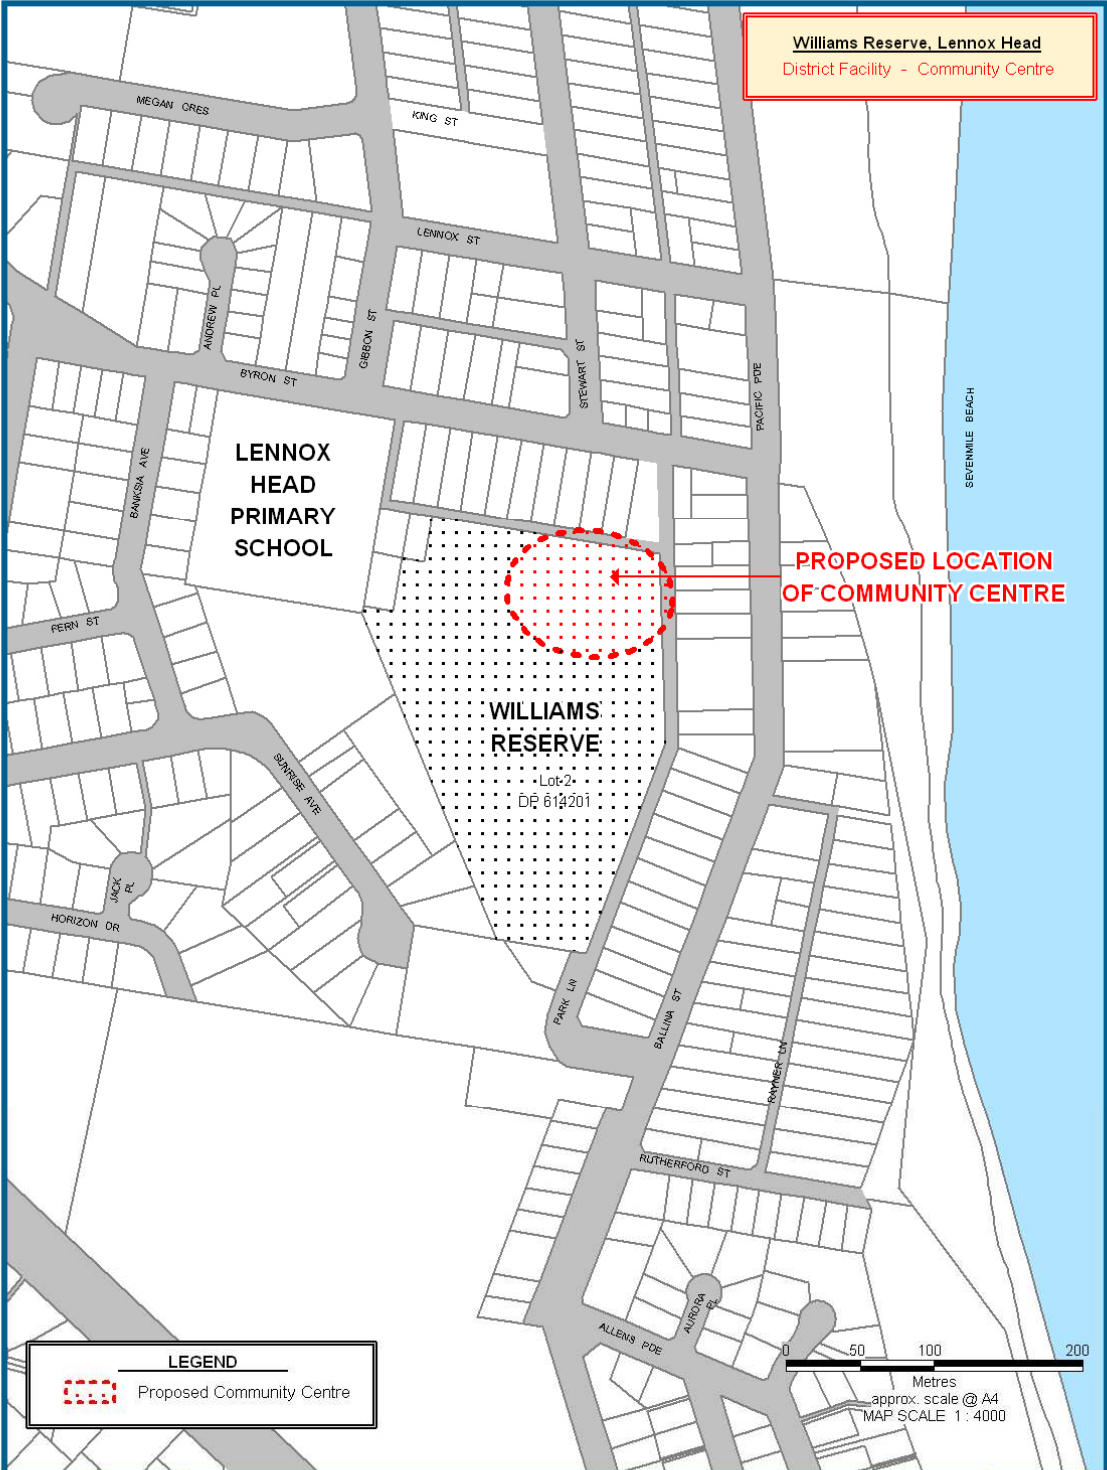 Williams Reserve, Lennox Head
District Facility - Community Centre
MEGAN CRES
KING ST
LENNOX ST
ANDREW PL
GIBBON ST
STEWART ST
PACIFIC PDE
BYRON ST
SEVENMILE BEACH
BANKSIA AVE
LENNOX
HEAD
PRIMARY
SCHOOL
PROPOSED LOCATION
OF COMMUNITY CENTRE
FERN ST
WILLIAMS
RESERVE
Lot 2
DP 614201
SUNRISE AVE
JACK
PL
HORIZON DR
PARK LN
BALLINA ST
RAYNER LN
RUTHERFORD ST
AURORA
PL
ALLENS PDE
LEGEND
Proposed Community Centre
0 50 100 200
Metres
approx. scale @ A4
MAP SCALE 1 : 4000